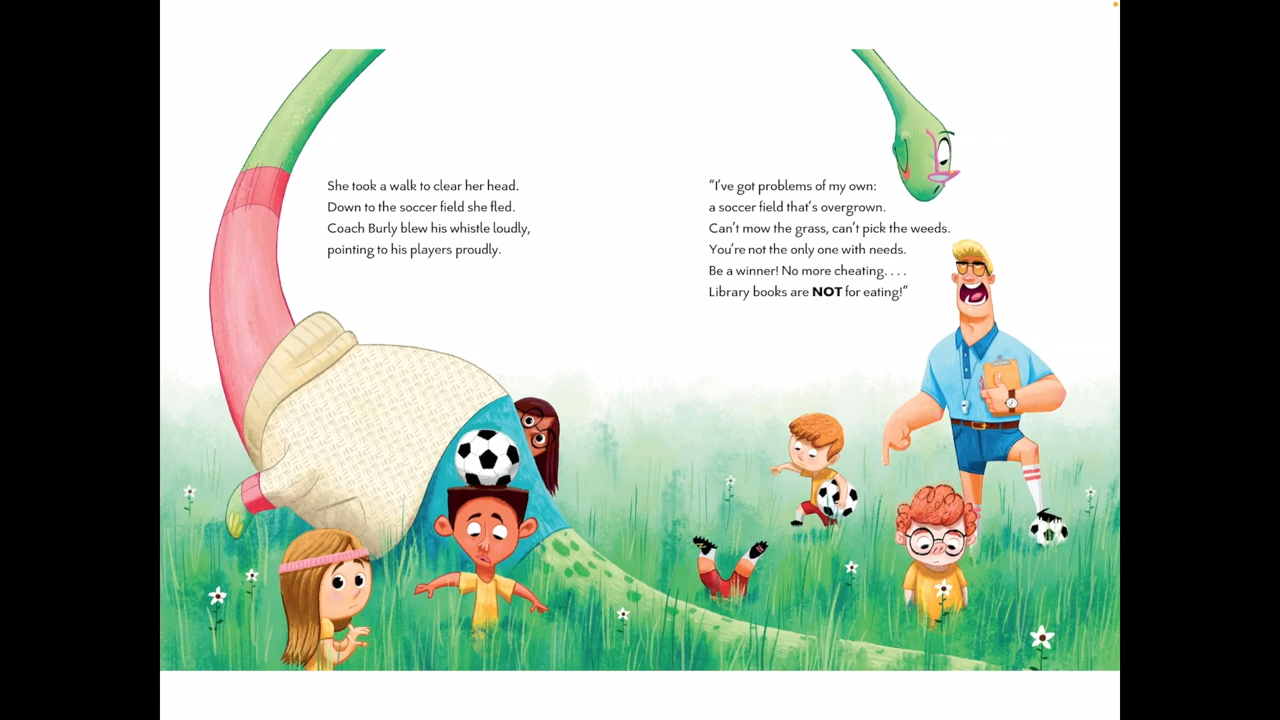 She took a walk to clear her head.
Down to the soccer field she fled.
Coach Burly blew his whistle loudly,
pointing to his players proudly.
“I’ve got problems of my own:
a soccer field that’s overgrown.
Can’t mow the grass, can’t pick the weeds.
You’re not the only one with needs.
Be a winner! No more cheating. . . .
Library books are NOT for eating!”